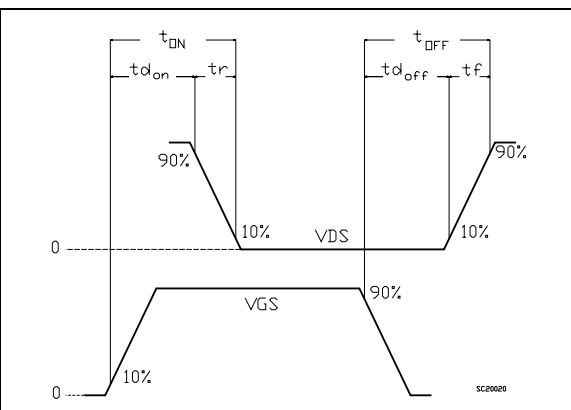 tON tOFF
tdon tr tdoff tf
90% 90%
10% 10%
0 VDS
90%
VGS
10%
0
SC20020